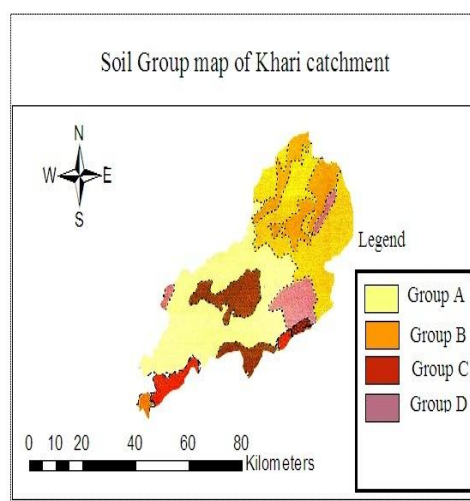 Soil Group map of Khari catchment
N
W E
S
Legend
Group A
Group B
Group C
Group D
0 10 20 40 60 80
Kilometers